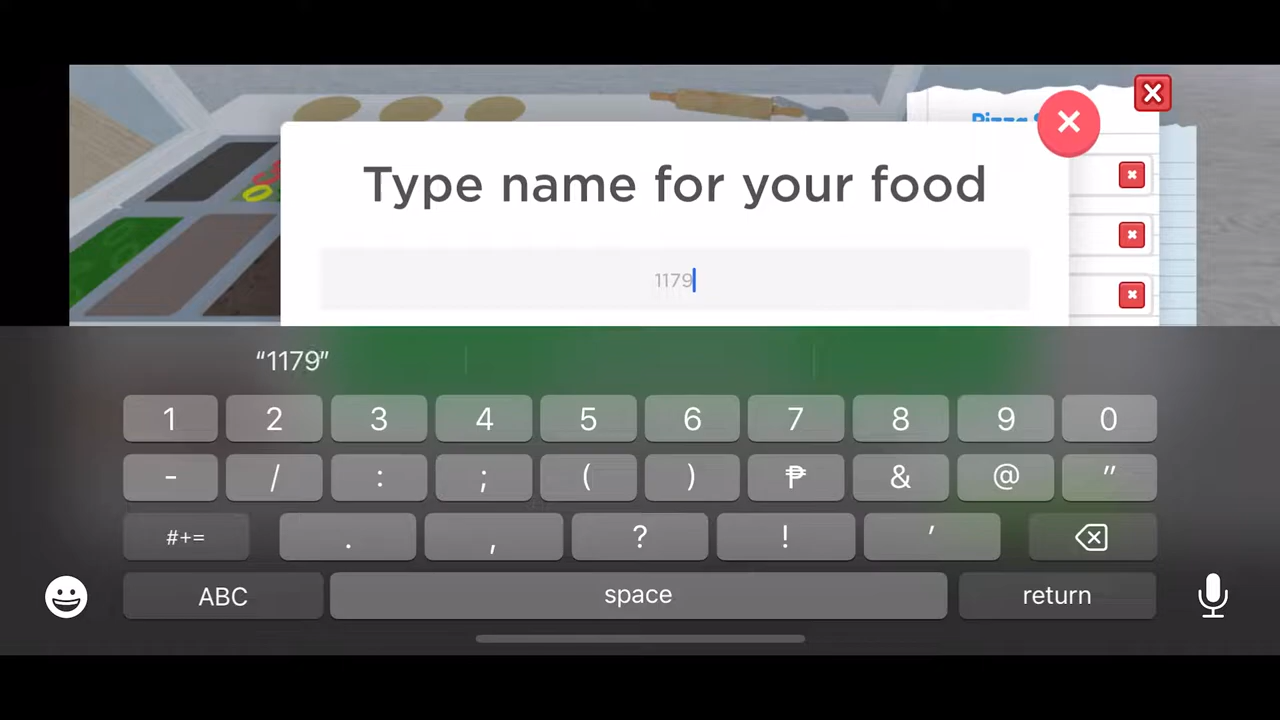 Pizza
Type name for your food
1179
“1179”
1 2 3 4 5 6 7 8 9 0
- / : ; ( ) ₱ & @ "
#+= . , ? ! '
ABC space return